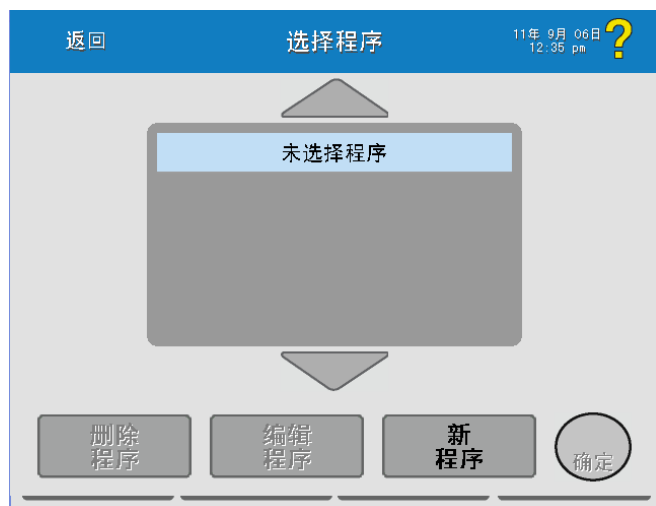 返回
选择程序
11年 9月 06日
12:35 pm
?
未选择程序
删除
程序
编辑
程序
新
程序
确定